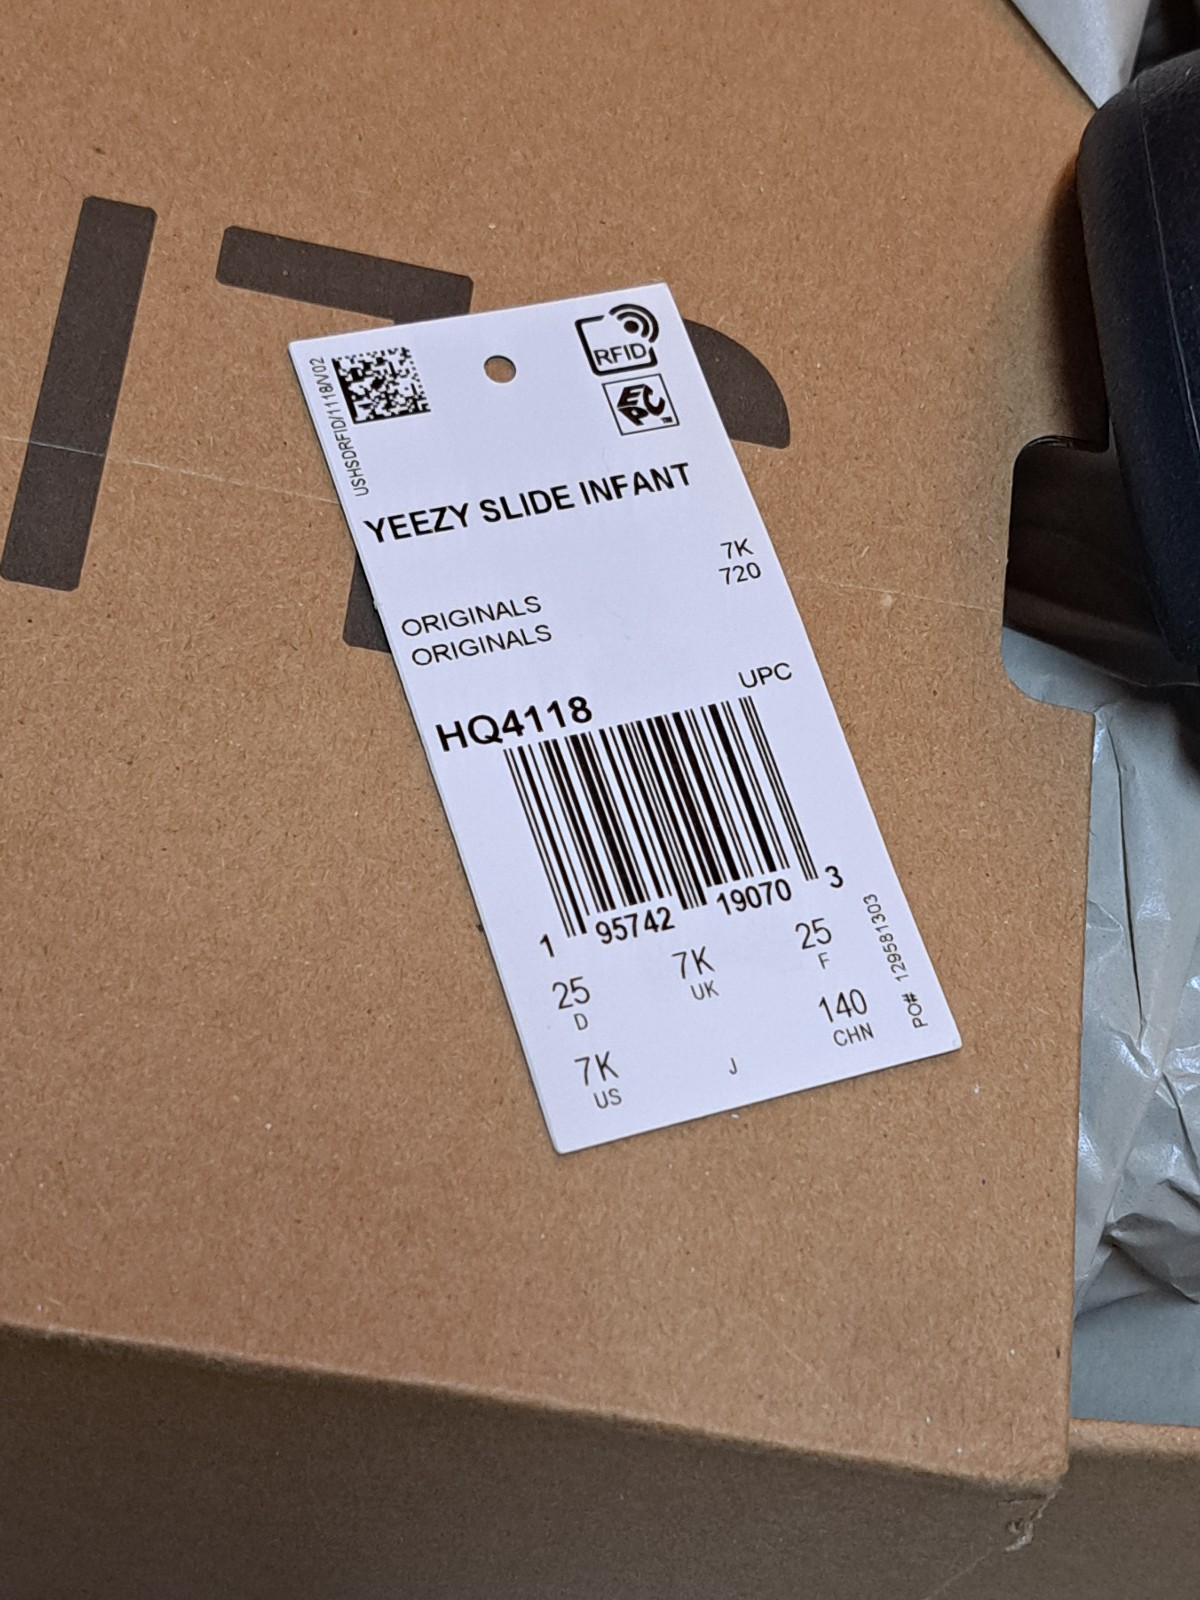 USHSDRFID/1118/V02
RFID
EPC
YEEZY SLIDE INFANT
7K
720
ORIGINALS
ORIGINALS
UPC
HQ4118
1 95742 19070 3
25 7K 25
D UK F
7K 140
US J CHN
PO# 129581303